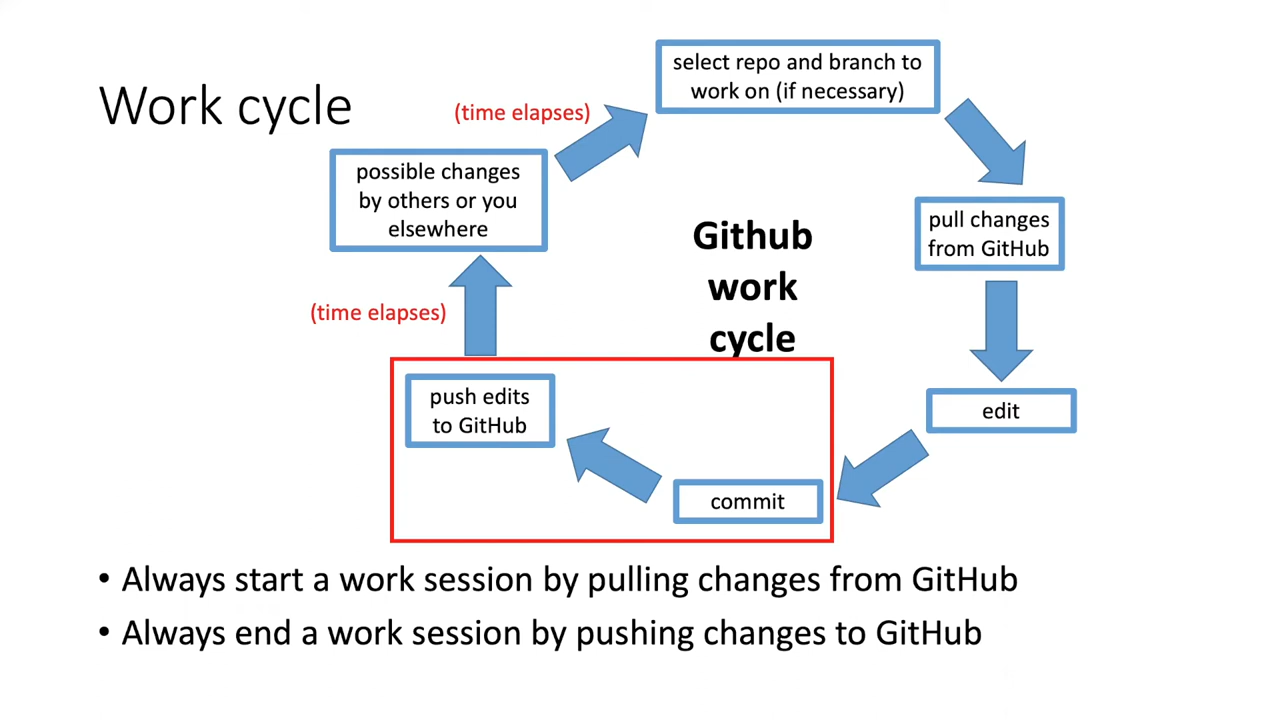 Work cycle
(time elapses)
select repo and branch to
work on (if necessary)
possible changes
by others or you
elsewhere
pull changes
from GitHub
Github
work
cycle
(time elapses)
push edits
to GitHub
edit
commit
• Always start a work session by pulling changes from GitHub
• Always end a work session by pushing changes to GitHub